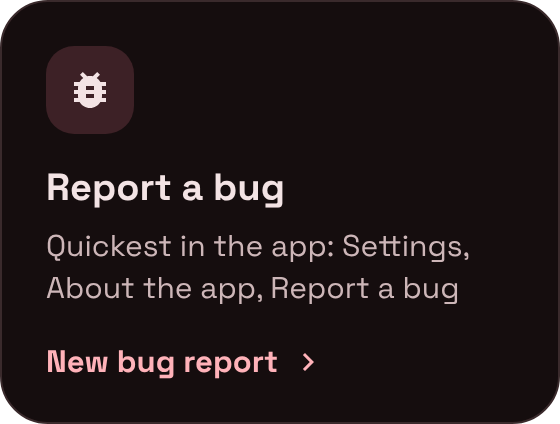 Report a bug
Quickest in the app: Settings,
About the app, Report a bug
New bug report